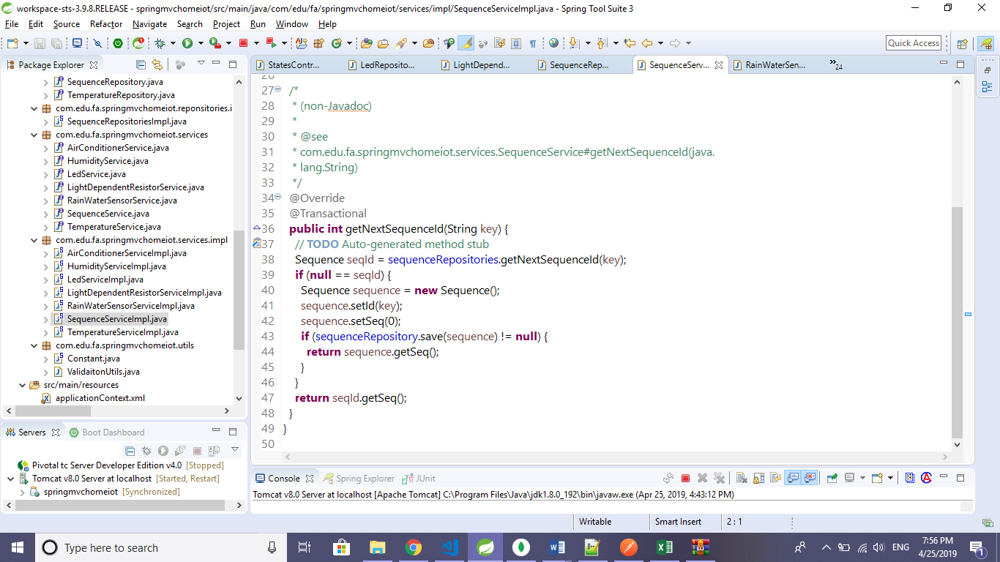 workspace-sts-3.9.8.RELEASE - springmvchomeiot/src/main/java/com/edu/fa/springmvchomeiot/services/impl/SequenceServiceImpl.java - Spring Tool Suite 3
File Edit Source Refactor Navigate Search Project Run Window Help
Quick Access
Package Explorer
SequenceRepository.java
TemperatureRepository.java
com.edu.fa.springmvchomeiot.reponsitories.i
SequenceRepositoriesImpl.java
com.edu.fa.springmvchomeiot.services
AirConditionerService.java
HumidityService.java
LedService.java
LightDependentResistorService.java
RainWaterSensorService.java
SequenceService.java
TemperatureService.java
com.edu.fa.springmvchomeiot.services.impl
AirConditionerServiceImpl.java
HumidityServiceImpl.java
LedServiceImpl.java
LightDependentResistorServiceImpl.java
RainWaterSensorServiceImpl.java
SequenceServiceImpl.java
TemperatureServiceImpl.java
com.edu.fa.springmvchomeiot.utils
Constant.java
ValidaitonUtils.java
src/main/resources
applicationContext.xml
Servers Boot Dashboard
Pivotal tc Server Developer Edition v4.0 [Stopped]
Tomcat v8.0 Server at localhost [Started, Restart]
springmvchomeiot [Synchronized]
StatesContr... LedReposito... LightDepend... SequenceRep... SequenceServ... RainWaterSen... 24
26
27 /*
28 * (non-Javadoc)
29 *
30 * @see
31 * com.edu.fa.springmvchomeiot.services.SequenceService#getNextSequenceId(java.
32 * lang.String)
33 */
34 @Override
35 @Transactional
36 public int getNextSequenceId(String key) {
37 // TODO Auto-generated method stub
38 Sequence seqId = sequenceRepositories.getNextSequenceId(key);
39 if (null == seqId) {
40 Sequence sequence = new Sequence();
41 sequence.setId(key);
42 sequence.setSeq(0);
43 if (sequenceRepository.save(sequence) != null) {
44 return sequence.getSeq();
45 }
46 }
47 return seqId.getSeq();
48 }
49 }
50
Console Spring Explorer JUnit
Tomcat v8.0 Server at localhost [Apache Tomcat] C:\Program Files\Java\jdk1.8.0_192\bin\javaw.exe (Apr 25, 2019, 4:43:12 PM)
Writable Smart Insert 2 : 1
Type here to search
ENG
7:56 PM
4/25/2019
1